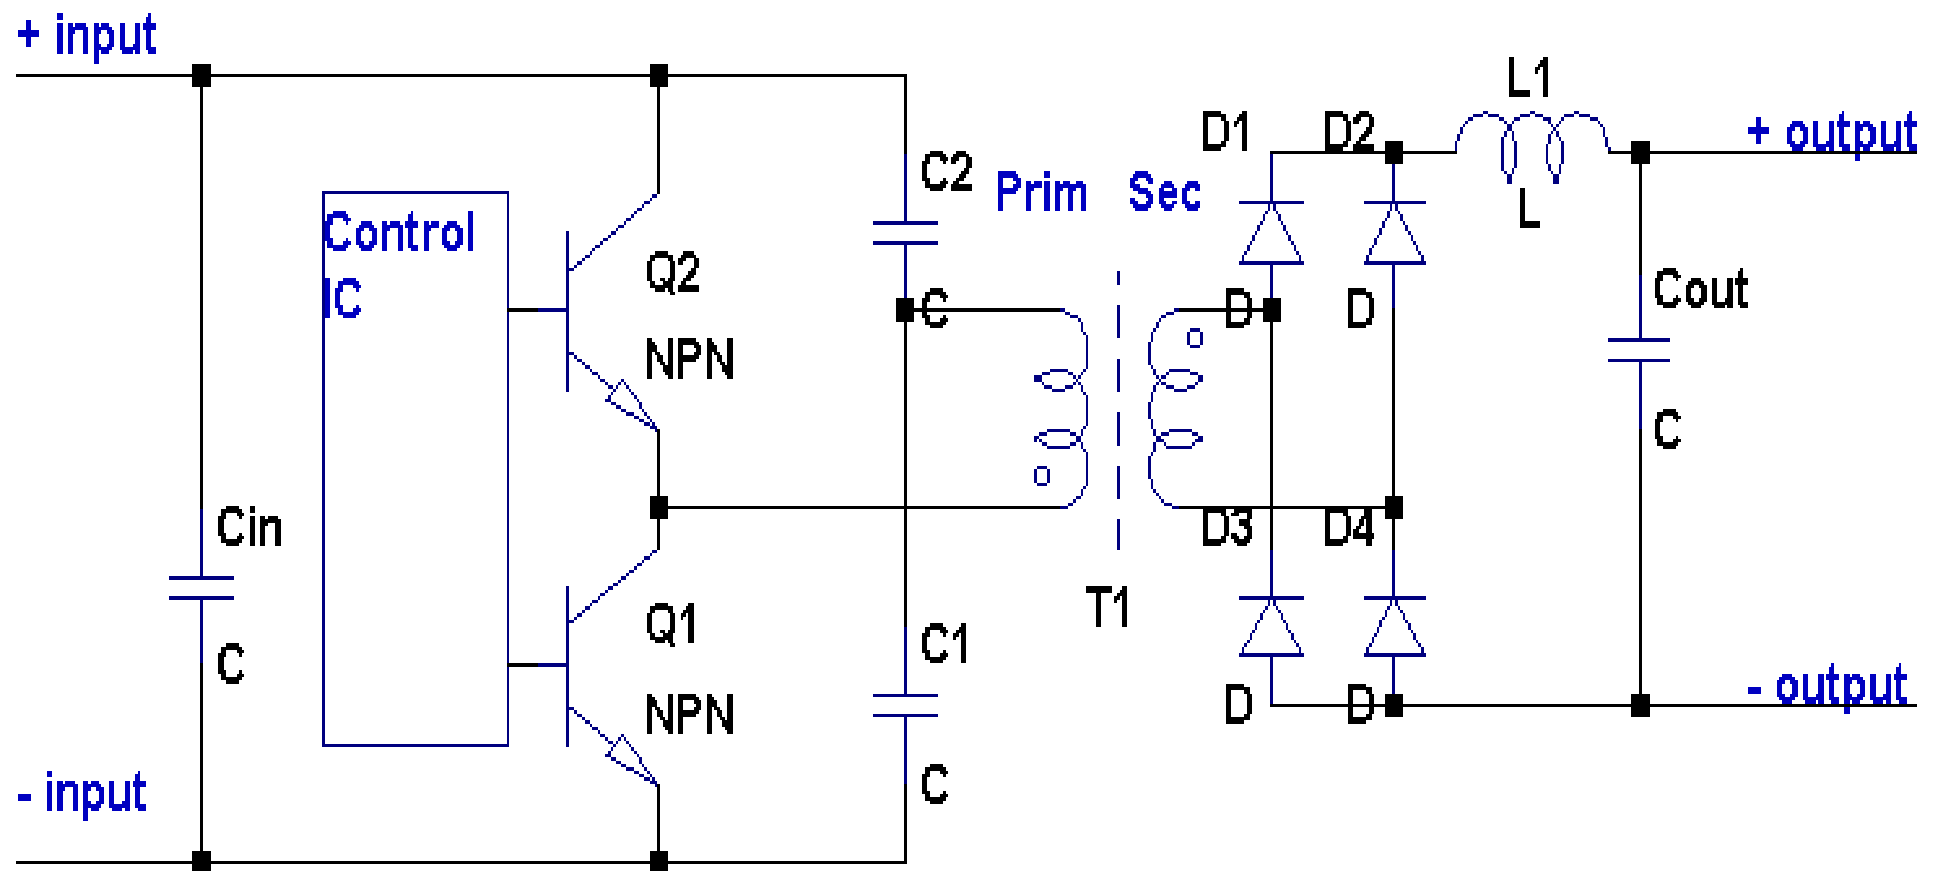 + input
L1
D1
D2
+ output
C2
Prim
Sec
L
Control
IC
Q2
Cout
C
D
D
NPN
o
C
o
Cin
D3
D4
T1
Q1
C1
C
NPN
D
D
- output
- input
C